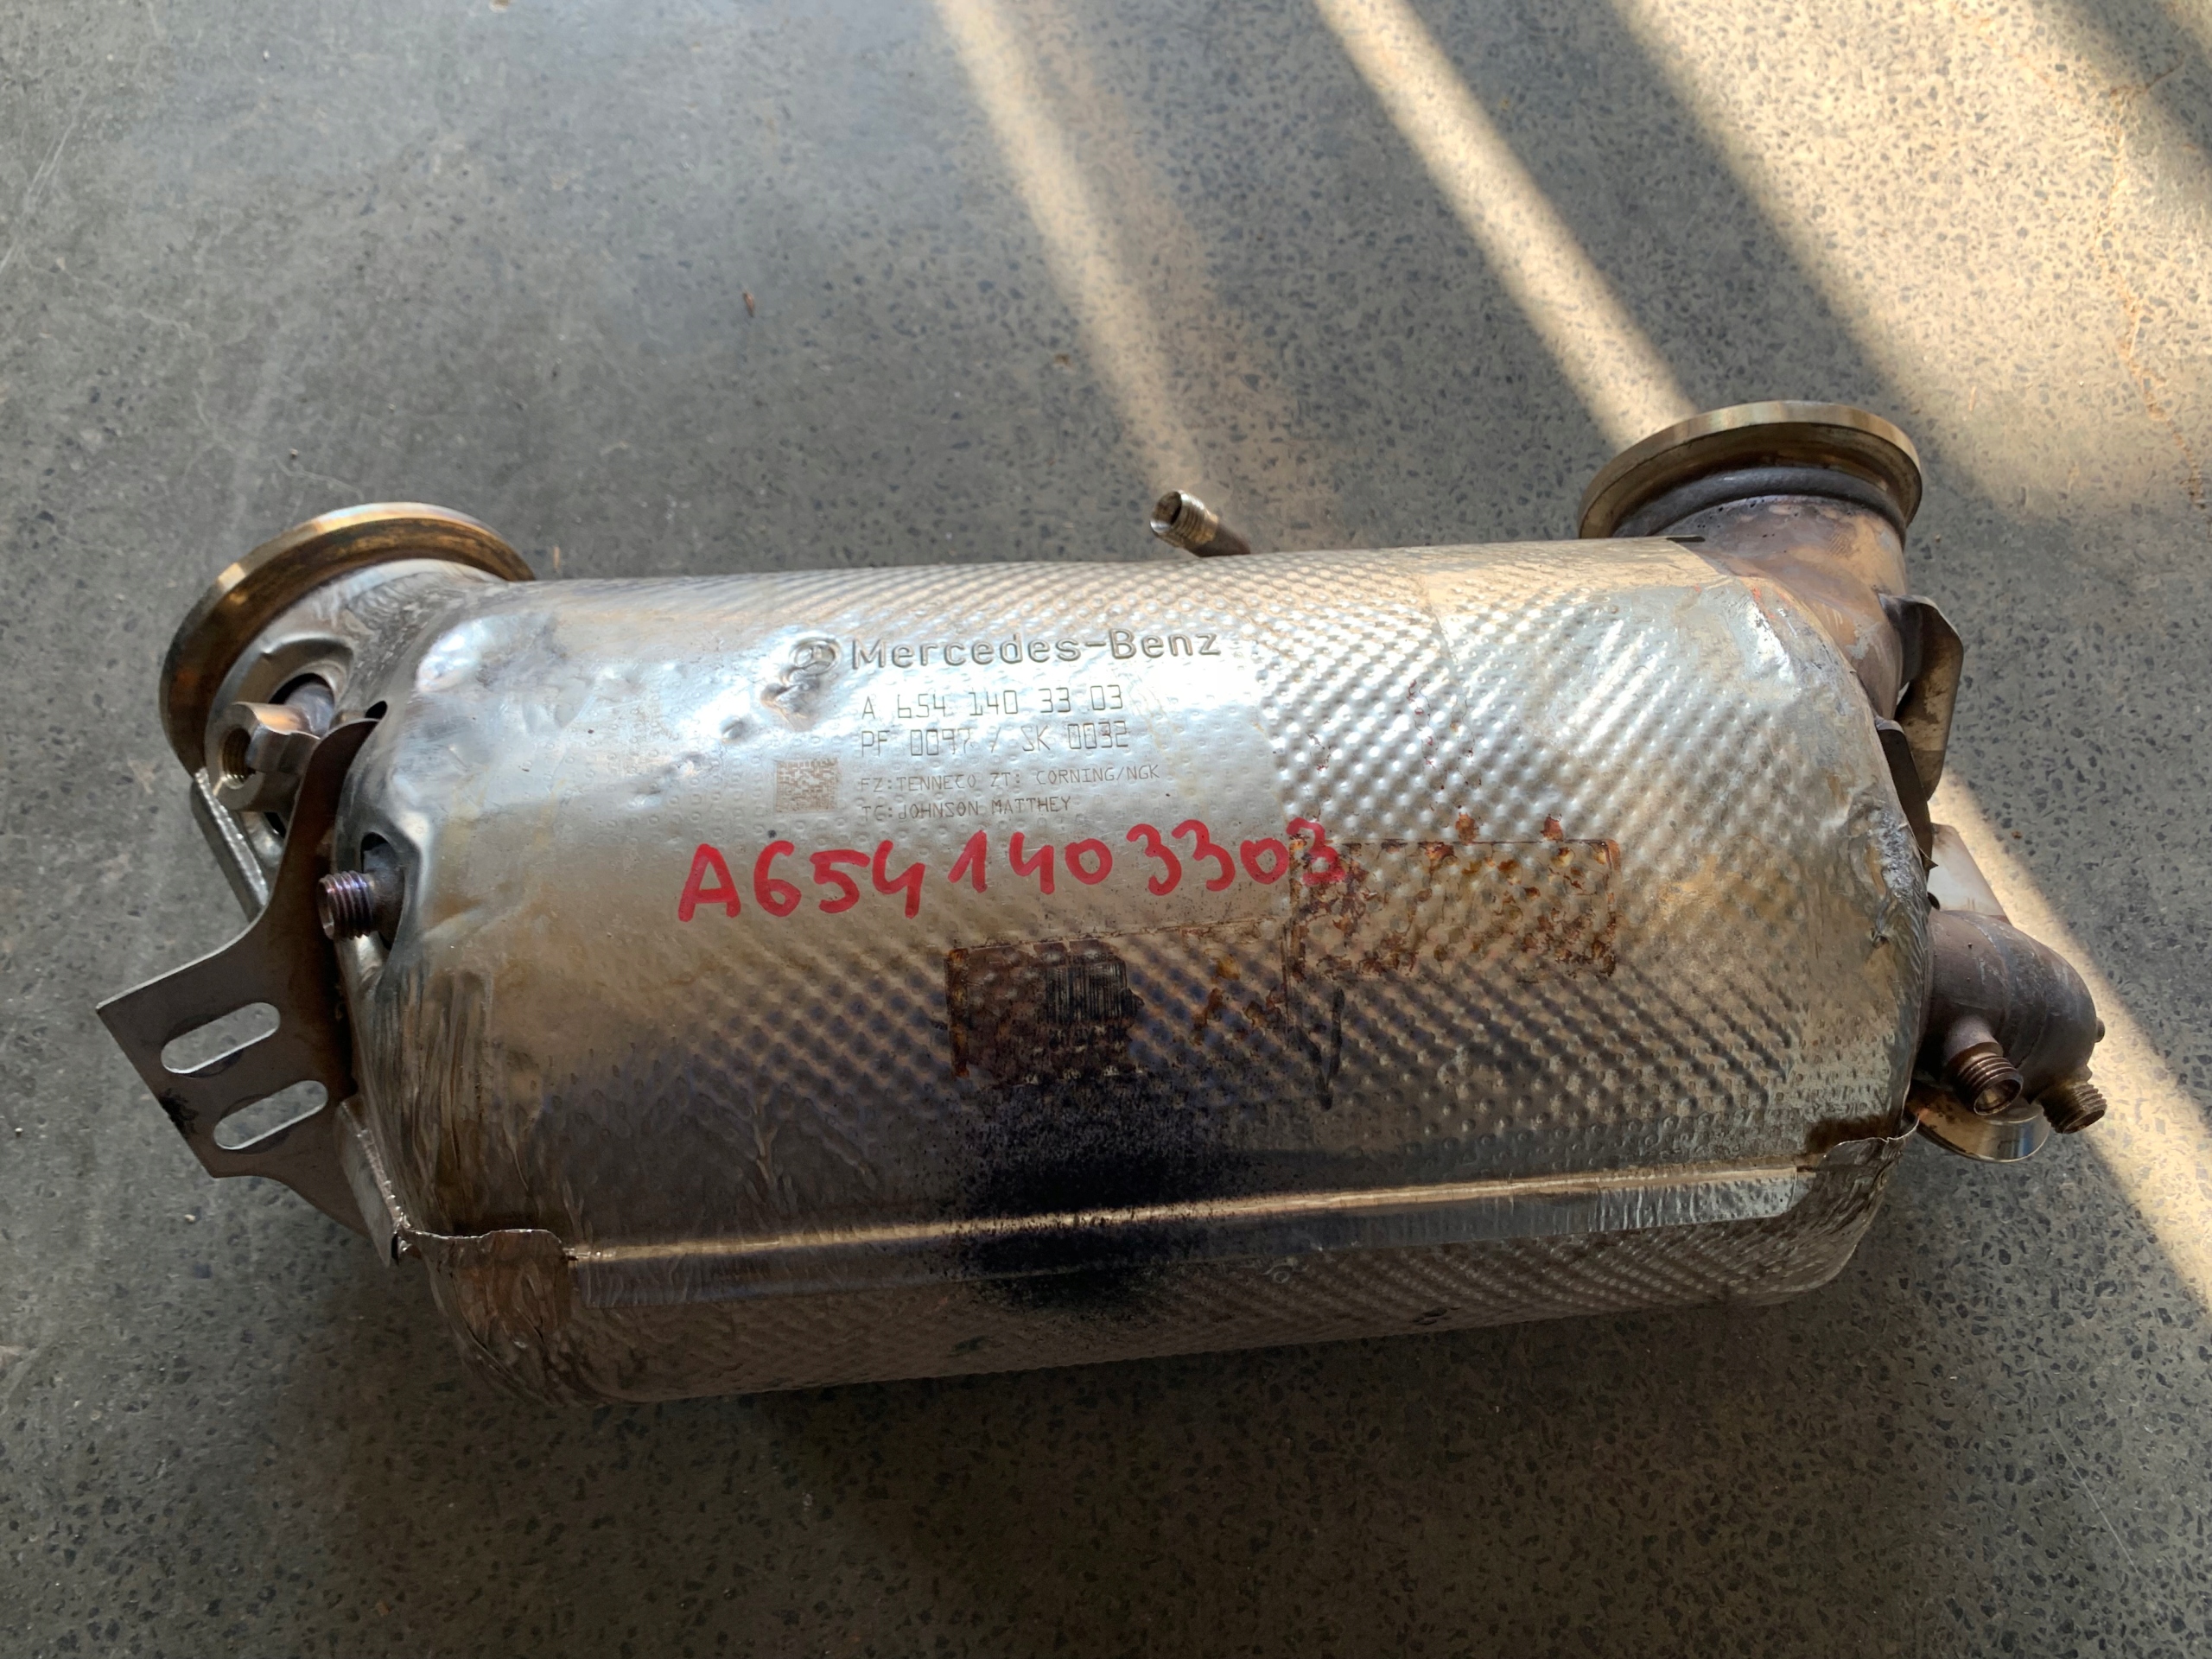 Mercedes-Benz
A 654 140 33 03
PF 0097 / SK 0032
FZ:TENNECO ZT: CORNING/NGK
TC:JOHNSON MATTHEY
A6541403303